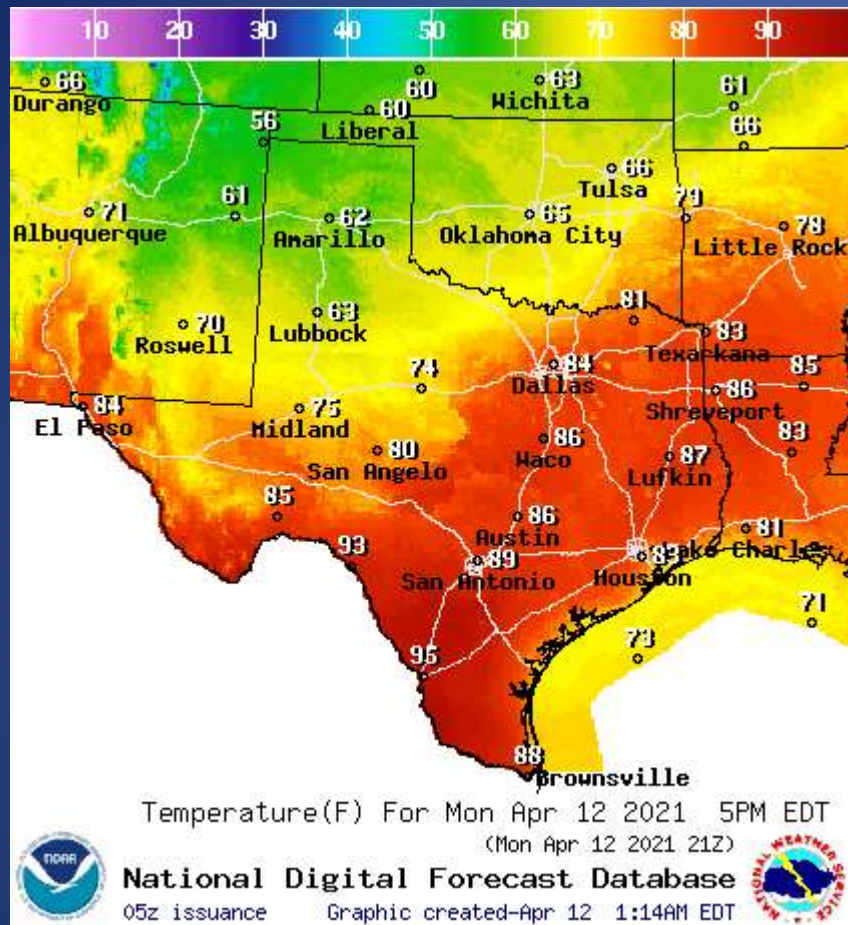 10 20 30 40 50 60 70 80 90
66 Durango
60
63 Wichita
61
60 Liberal
56
66
66 Tulsa
71 Albuquerque
61
62 Amarillo
65 Oklahoma City
79
78 Little Rock
70 Roswell
63 Lubbock
81
83 Texarkana
74
84 Dallas
86 Shreveport
85
84 El Paso
75 Midland
80 San Angelo
86 Waco
87 Lufkin
83
85
86 Austin
81 Lake Charles
93
89 San Antonio
83 Houston
71
73
95
88 Brownsville
Temperature(F) For Mon Apr 12 2021 5PM EDT
(Mon Apr 12 2021 21Z)
NOAA
National Digital Forecast Database
05z issuance Graphic created-Apr 12 1:14AM EDT
NATIONAL WEATHER SERVICE